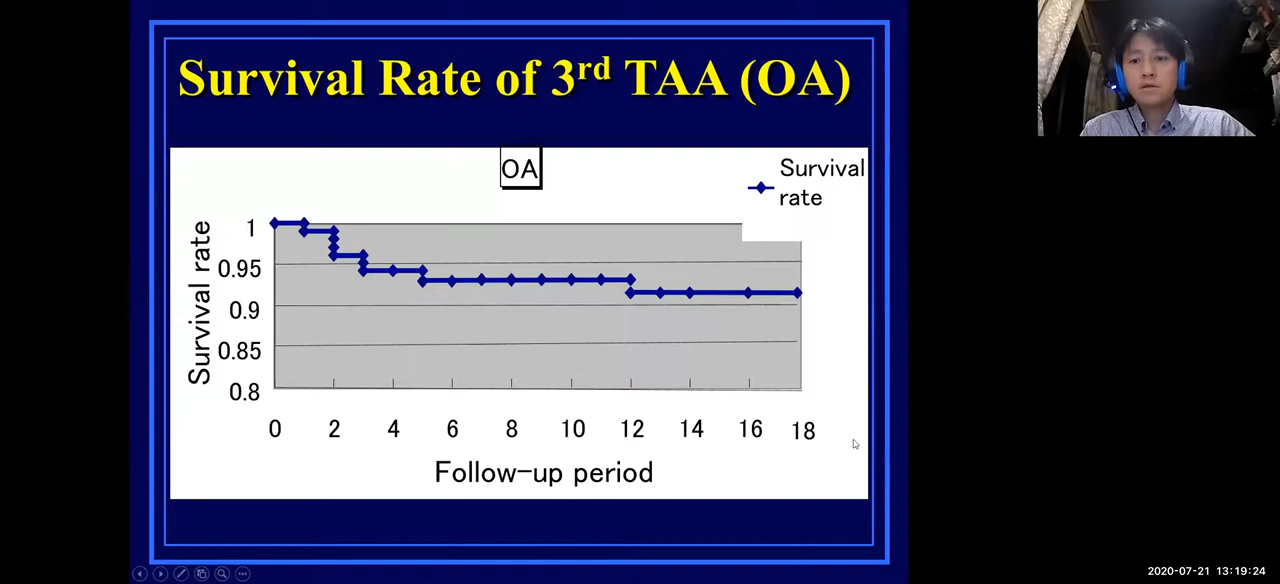 Survival Rate of 3rd TAA (OA)
OA
Survival
rate
Survival rate
1
0.95
0.9
0.85
0.8
0 2 4 6 8 10 12 14 16 18
Follow-up period
2020-07-21 13:19:24